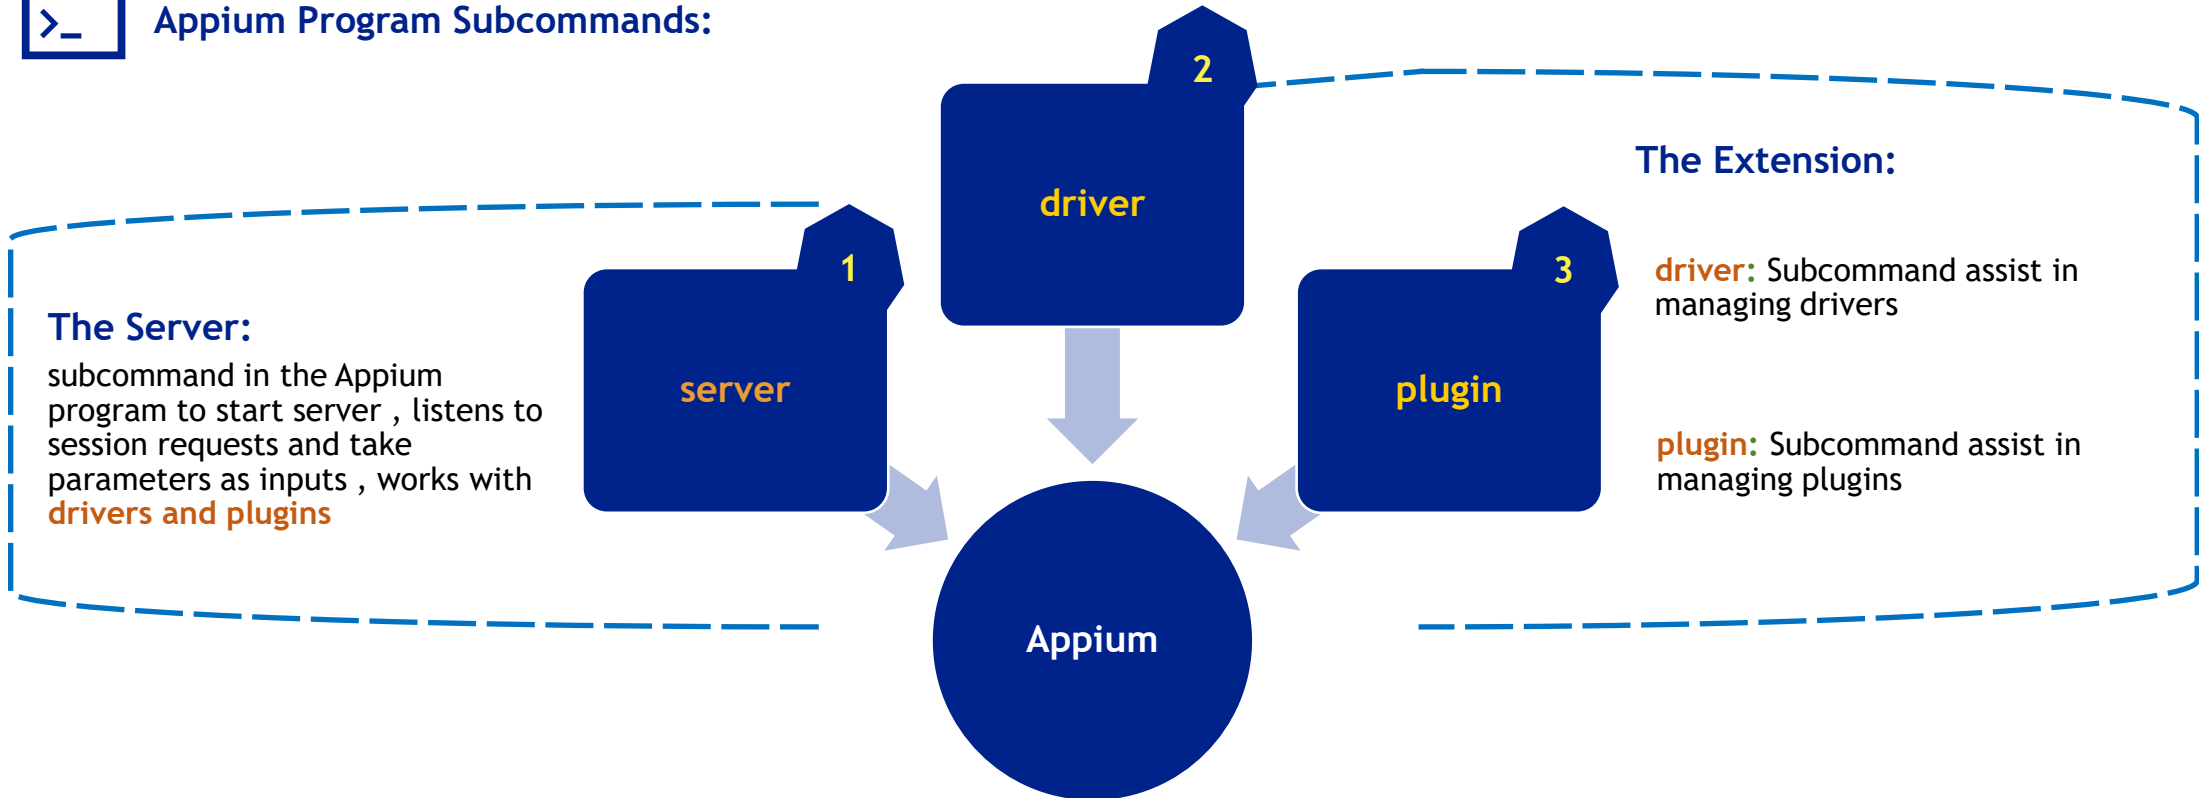 >_
Appium Program Subcommands:
2
driver
The Extension:
1
server
3
plugin
driver: Subcommand assist in
managing drivers
plugin: Subcommand assist in
managing plugins
The Server:
subcommand in the Appium
program to start server , listens to
session requests and take
parameters as inputs , works with
drivers and plugins
Appium